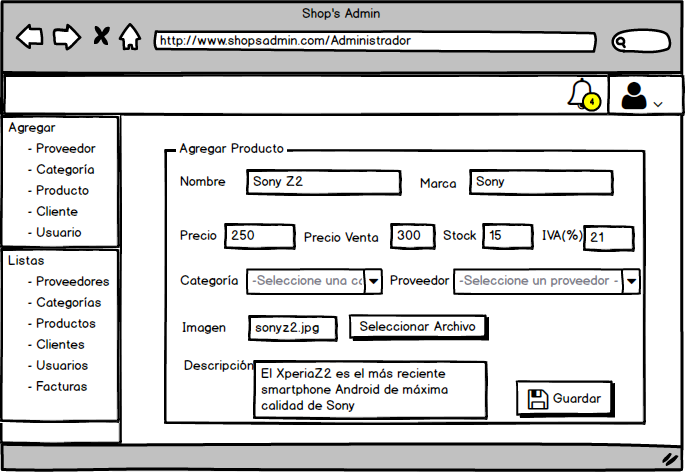 Shop's Admin
http://www.shopsadmin.com/Administrador
4
Agregar
- Proveedor
- Categoría
- Producto
- Cliente
- Usuario
Listas
- Proveedores
- Categorías
- Productos
- Clientes
- Usuarios
- Facturas
Agregar Producto
Nombre Sony Z2 Marca Sony
Precio 250 Precio Venta 300 Stock 15 IVA(%) 21
Categoría -Seleccione una Proveedor -Seleccione un proveedor -
Imagen sonyz2.jpg Seleccionar Archivo
Descripción
El XperiaZ2 es el más reciente
smartphone Android de máxima
calidad de Sony
Guardar